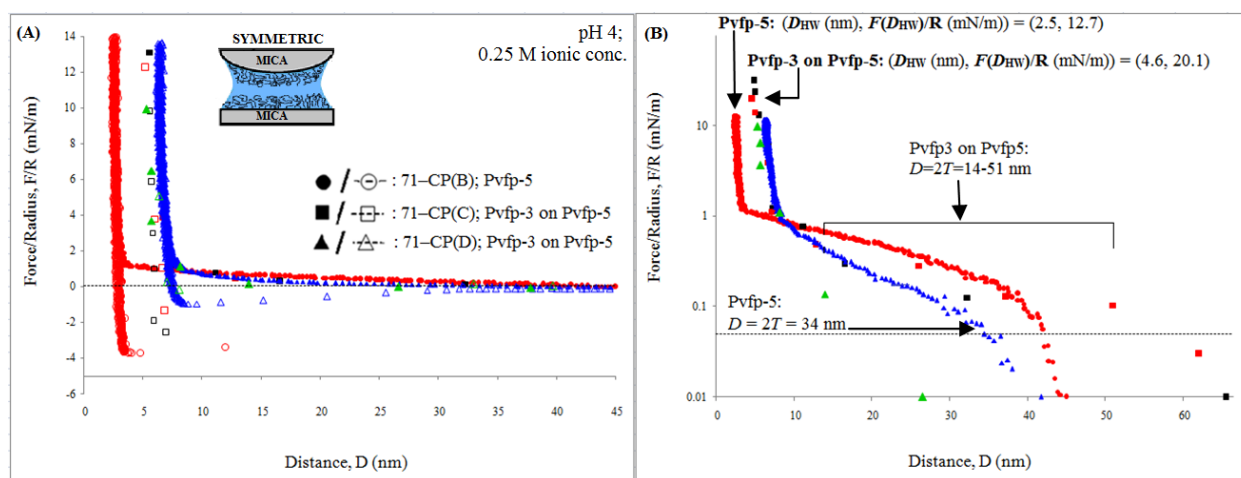 (A)
pH 4;
0.25 M ionic conc.
SYMMETRIC
MICA
MICA
: 71–CP(B); Pvfp-5
: 71–CP(C); Pvfp-3 on Pvfp-5
: 71–CP(D); Pvfp-3 on Pvfp-5
Force/Radius, F/R (mN/m)
14
12
10
8
6
4
2
0
-2
-4
-6
0 5 10 15 20 25 30 35 40 45
Distance, D (nm)
(B)
Pvfp-5: (DHW (nm), F(DHW)/R (mN/m)) = (2.5, 12.7)
Pvfp-3 on Pvfp-5: (DHW (nm), F(DHW)/R (mN/m)) = (4.6, 20.1)
Pvfp3 on Pvfp5:
D=2T=14-51 nm
Pvfp-5:
D = 2T = 34 nm
Force/Radius, F/R (mN/m)
10
1
0.1
0.01
0 10 20 30 40 50 60
Distance, D (nm)